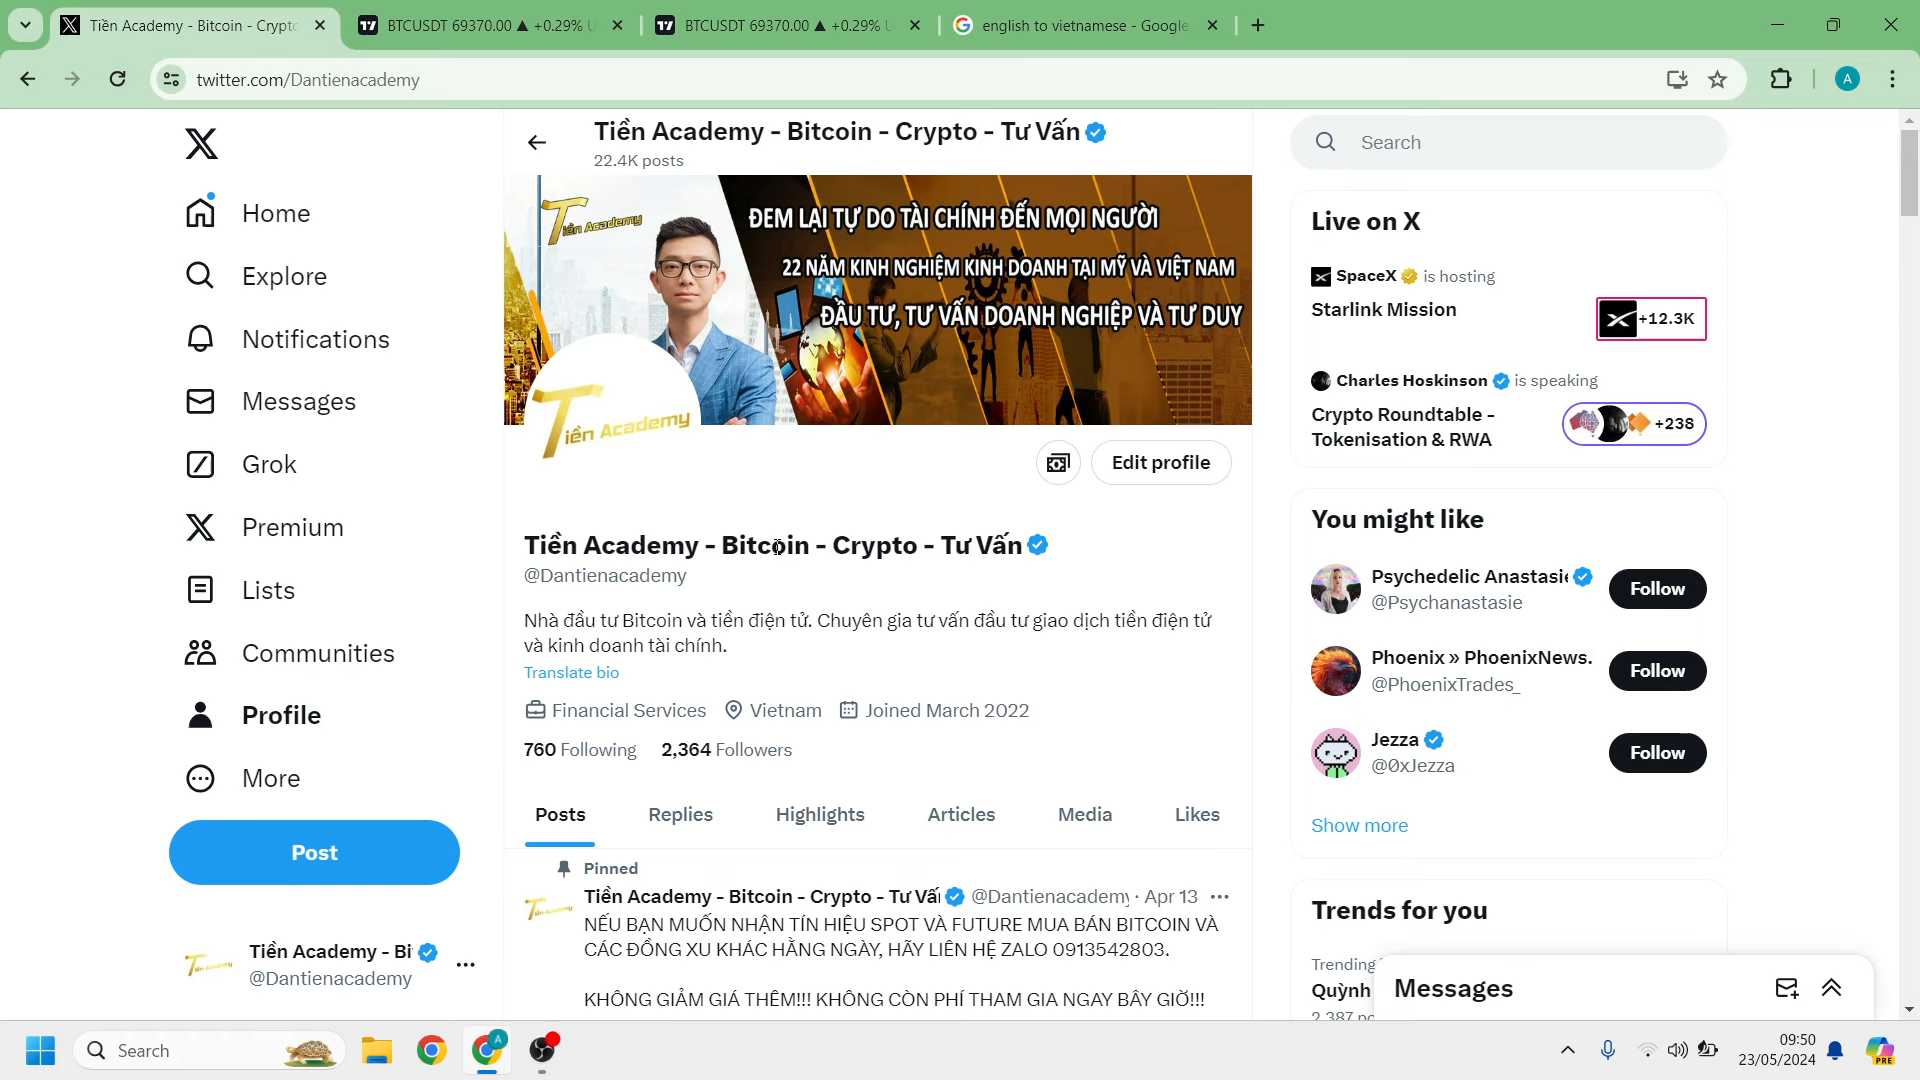 Tiền Academy - Bitcoin - Crypto
BTCUSDT 69370.00 ▲ +0.29% U
BTCUSDT 69370.00 ▲ +0.29% U
english to vietnamese - Google
twitter.com/Dantienacademy
A
Home
Explore
Notifications
Messages
Grok
Premium
Lists
Communities
Profile
More
Post
Tiền Academy - Bi
@Dantienacademy
Tiền Academy - Bitcoin - Crypto - Tư Vấn
22.4K posts
Tiền Academy
ĐEM LẠI TỰ DO TÀI CHÍNH ĐẾN MỌI NGƯỜI
22 NĂM KINH NGHIỆM KINH DOANH TẠI MỸ VÀ VIỆT NAM
ĐẦU TƯ, TƯ VẤN DOANH NGHIỆP VÀ TƯ DUY
Tiền Academy
Edit profile
Tiền Academy - Bitcoin - Crypto - Tư Vấn
@Dantienacademy
Nhà đầu tư Bitcoin và tiền điện tử. Chuyên gia tư vấn đầu tư giao dịch tiền điện tử
và kinh doanh tài chính.
Translate bio
Financial Services Vietnam Joined March 2022
760 Following 2,364 Followers
Posts Replies Highlights Articles Media Likes
Pinned
Tiền Academy - Bitcoin - Crypto - Tư Vấn @Dantienacademy · Apr 13
NẾU BẠN MUỐN NHẬN TÍN HIỆU SPOT VÀ FUTURE MUA BÁN BITCOIN VÀ
CÁC ĐỒNG XU KHÁC HẰNG NGÀY, HÃY LIÊN HỆ ZALO 0913542803.
KHÔNG GIẢM GIÁ THÊM!!! KHÔNG CÒN PHÍ THAM GIA NGAY BÂY GIỜ!!!
Search
Live on X
SpaceX is hosting
Starlink Mission
+12.3K
Charles Hoskinson is speaking
Crypto Roundtable -
Tokenisation & RWA
+238
You might like
Psychedelic Anastasi
@Psychanastasie
Follow
Phoenix » PhoenixNews.
@PhoenixTrades_
Follow
Jezza
@0xJezza
Follow
Show more
Trends for you
Trending
Quỳnh
2,387 po
Messages
Search
09:50
23/05/2024
PRE